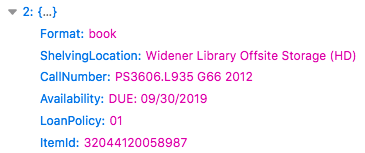 2: {...}
Format: book
ShelvingLocation: Widener Library Offsite Storage (HD)
CallNumber: PS3606.L935 G66 2012
Availability: DUE: 09/30/2019
LoanPolicy: 01
ItemId: 32044120058987